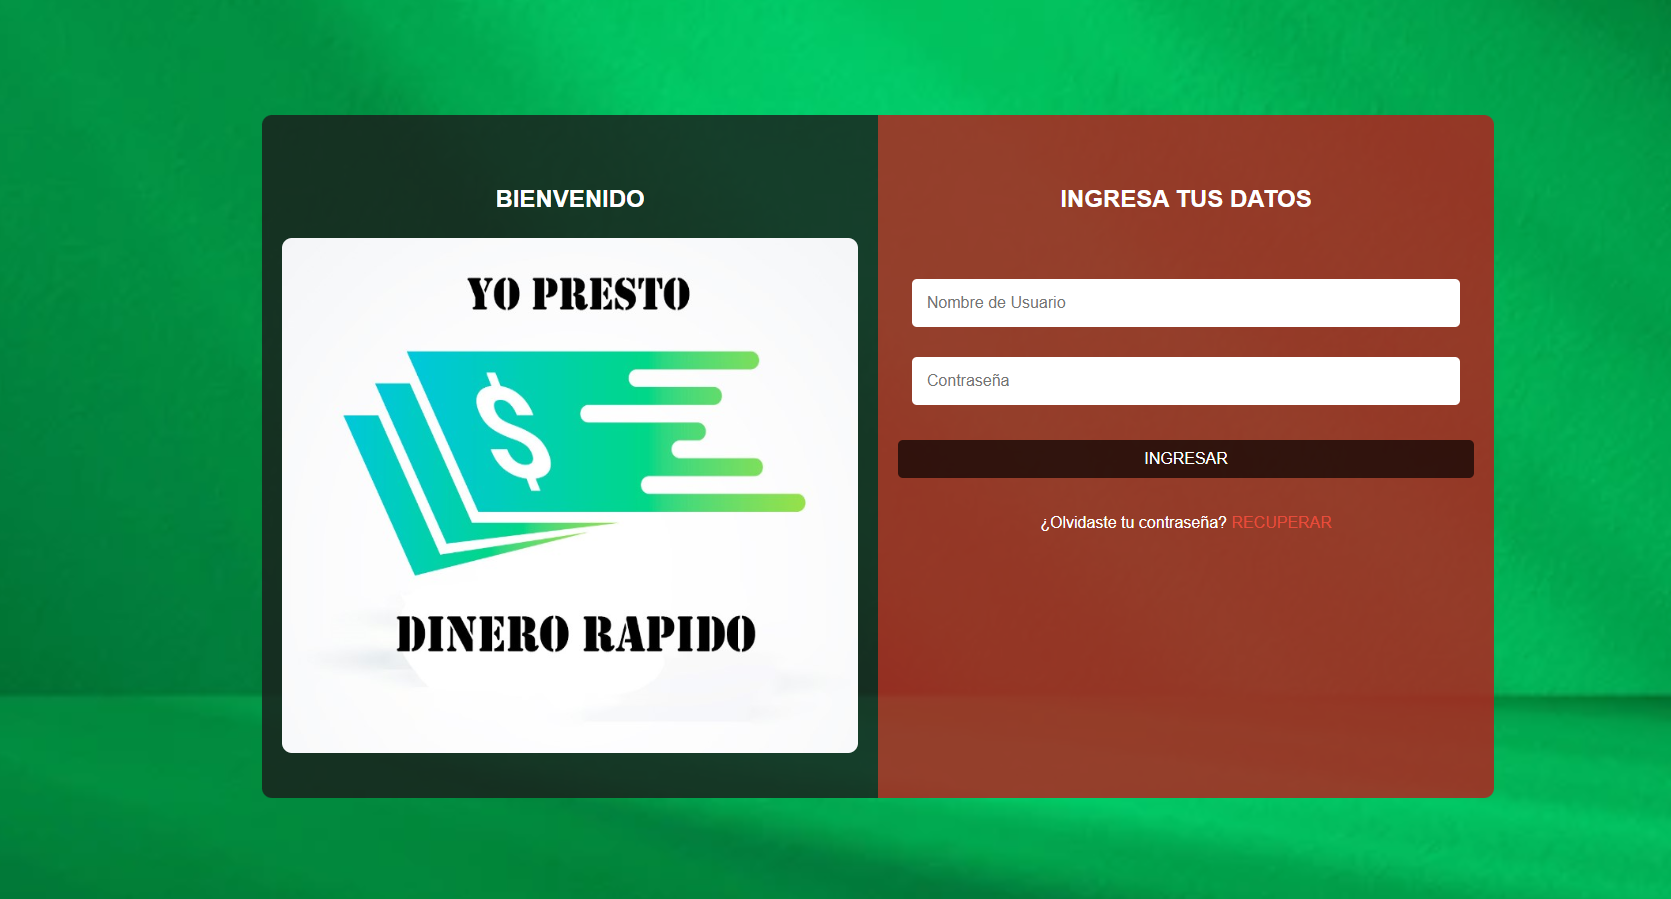 BIENVENIDO
YO PRESTO
$
DINERO RAPIDO
INGRESA TUS DATOS
Nombre de Usuario
Contraseña
INGRESAR
¿Olvidaste tu contraseña? RECUPERAR